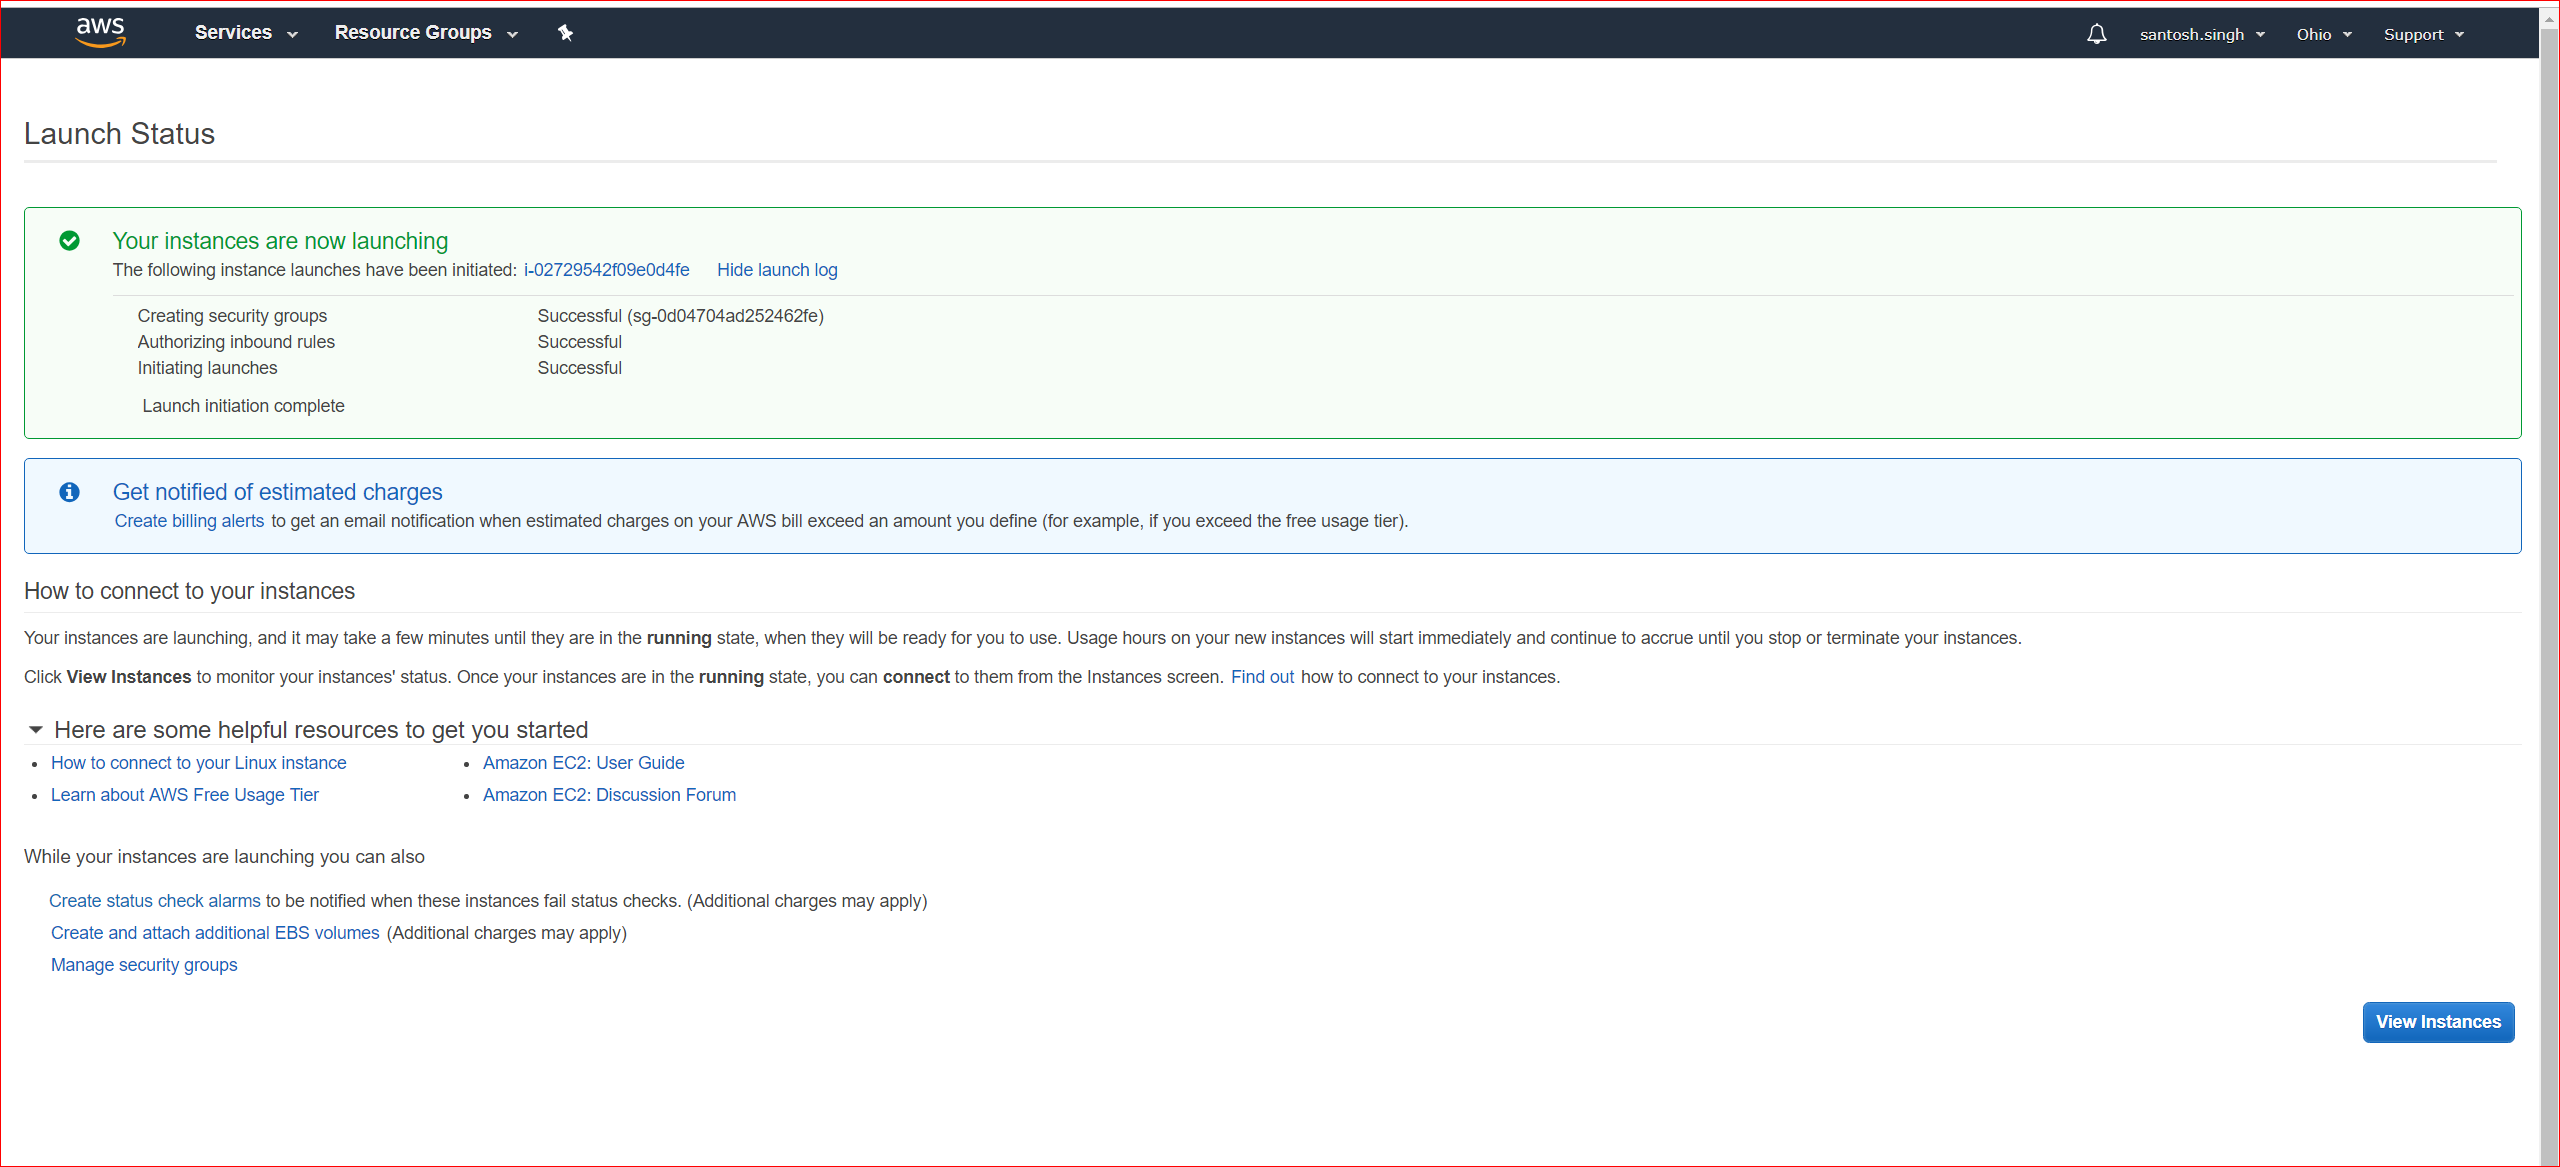 aws Services Resource Groups santosh.singh Ohio Support
Launch Status
Your instances are now launching
The following instance launches have been initiated: i-02729542f09e0d4fe Hide launch log
Creating security groups Successful (sg-0d04704ad252462fe)
Authorizing inbound rules Successful
Initiating launches Successful
Launch initiation complete
Get notified of estimated charges
Create billing alerts to get an email notification when estimated charges on your AWS bill exceed an amount you define (for example, if you exceed the free usage tier).
How to connect to your instances
Your instances are launching, and it may take a few minutes until they are in the running state, when they will be ready for you to use. Usage hours on your new instances will start immediately and continue to accrue until you stop or terminate your instances.
Click View Instances to monitor your instances' status. Once your instances are in the running state, you can connect to them from the Instances screen. Find out how to connect to your instances.
Here are some helpful resources to get you started
• How to connect to your Linux instance • Amazon EC2: User Guide
• Learn about AWS Free Usage Tier • Amazon EC2: Discussion Forum
While your instances are launching you can also
Create status check alarms to be notified when these instances fail status checks. (Additional charges may apply)
Create and attach additional EBS volumes (Additional charges may apply)
Manage security groups
View Instances